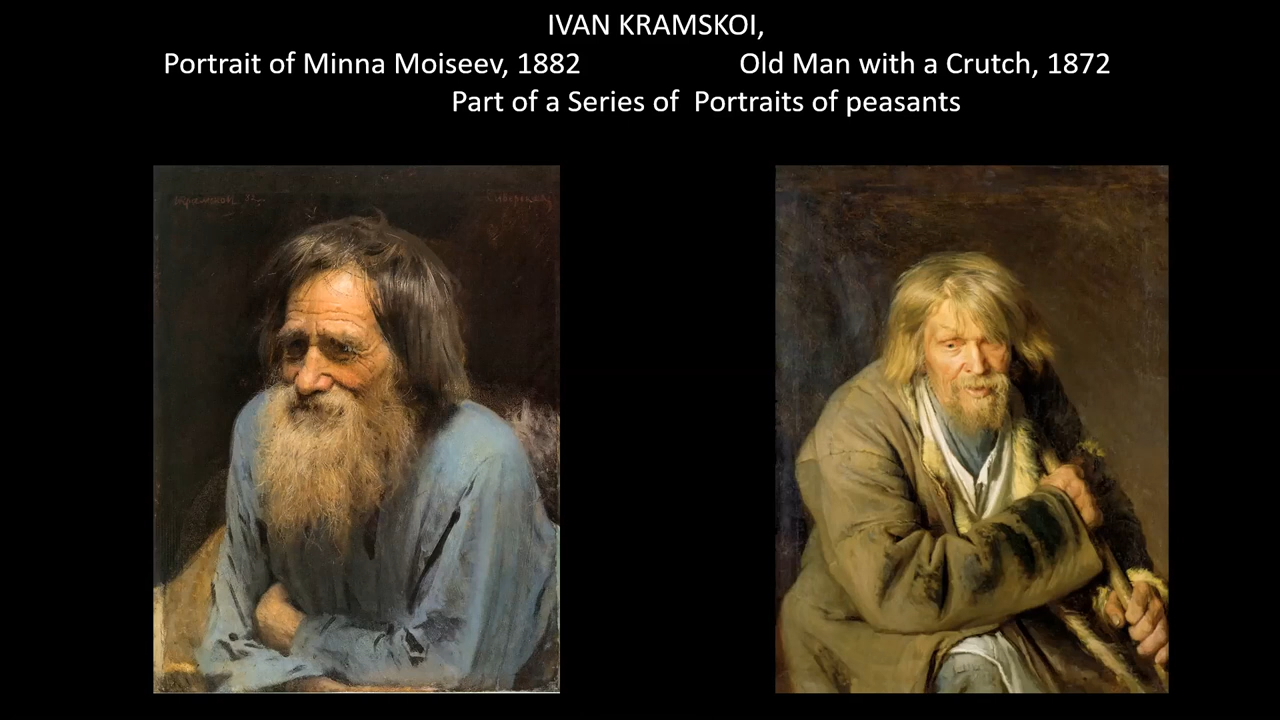 IVAN KRAMSKOI,
Portrait of Minna Moiseev, 1882 Old Man with a Crutch, 1872
Part of a Series of Portraits of peasants